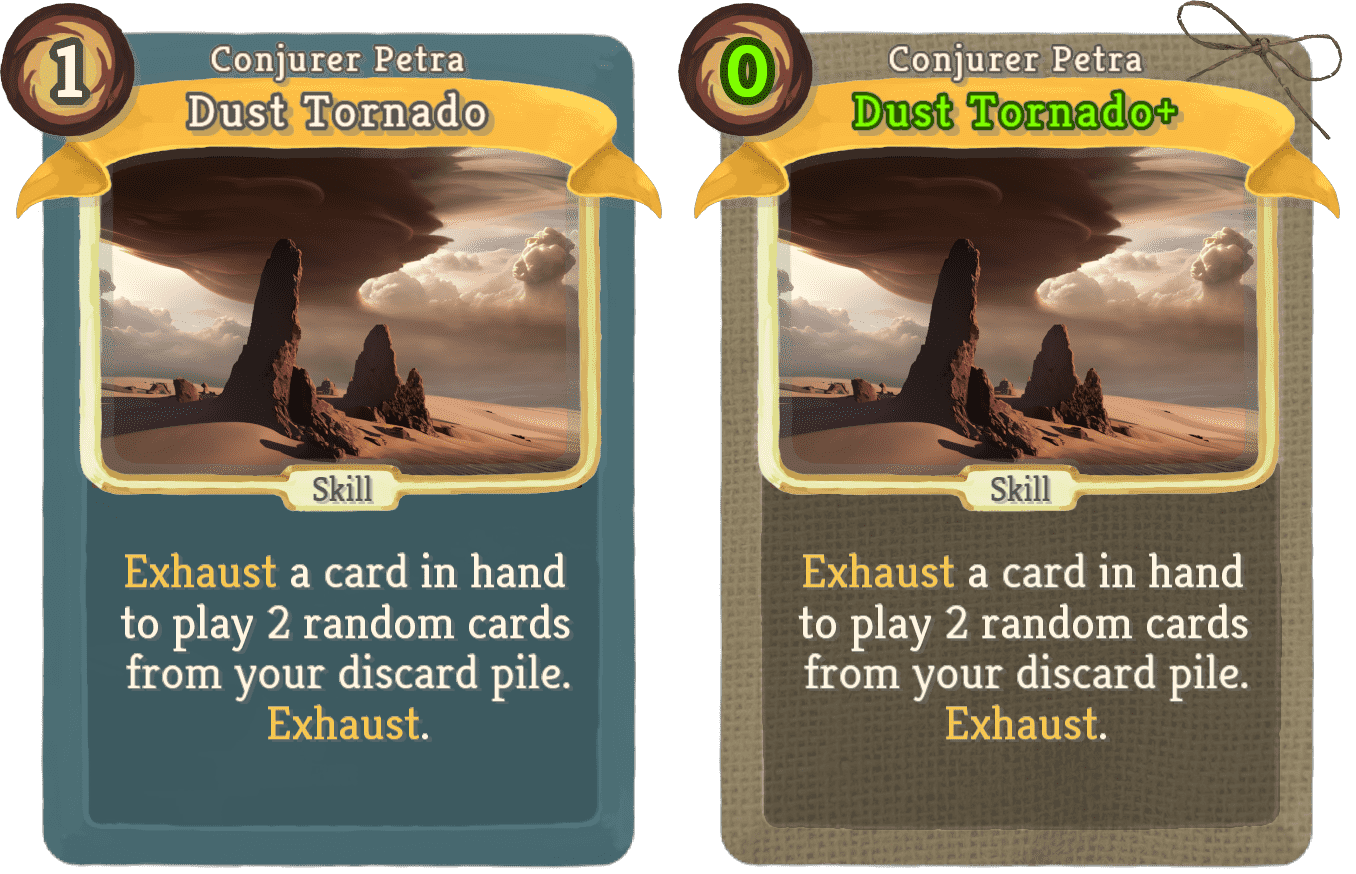 1
Conjurer Petra
Dust Tornado
Skill
Exhaust a card in hand
to play 2 random cards
from your discard pile.
Exhaust.
0
Conjurer Petra
Dust Tornado+
Skill
Exhaust a card in hand
to play 2 random cards
from your discard pile.
Exhaust.